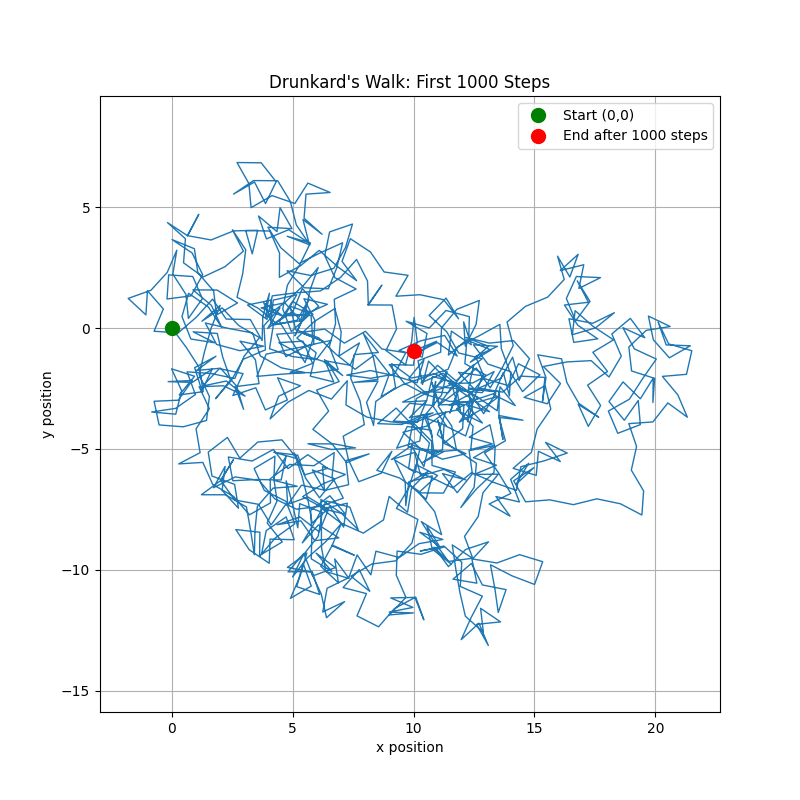 Drunkard's Walk: First 1000 Steps
Start (0,0)
End after 1000 steps
5
0
−5
−10
−15
y position
0 5 10 15 20
x position